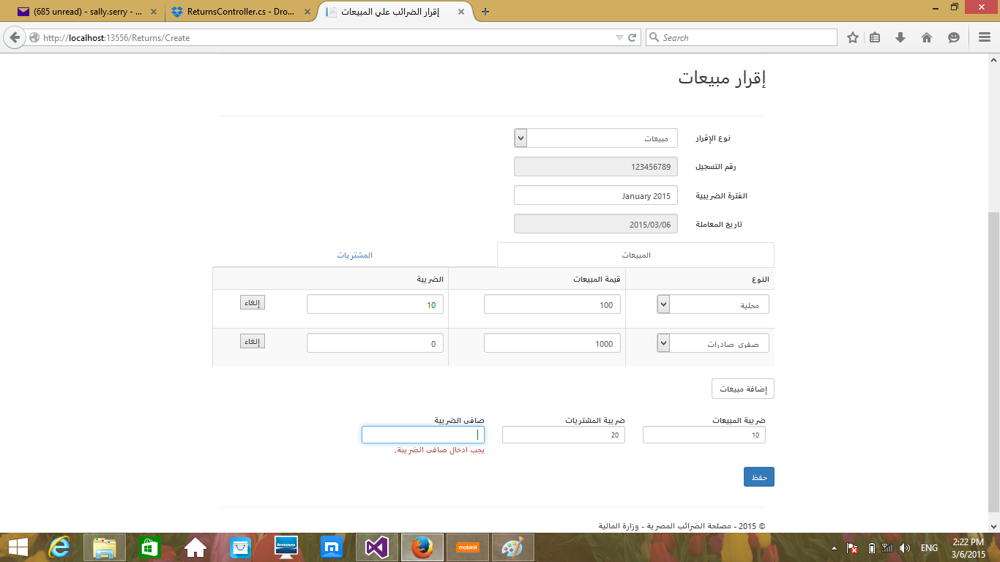 (685 unread) - sally.serry - ...
ReturnsController.cs - Dro...
إقرار الضرائب علي المبيعات
http://localhost:13556/Returns/Create
Search
إقرار مبيعات
نوع الإقرار
مبيعات
رقم التسجيل
123456789
الفترة الضريبية
January 2015
تاريخ المعاملة
2015/03/06
المبيعات
المشتريات
النوع قيمة المبيعات الضريبة
محلية 100 10 إلغاء
صفرى صادرات 1000 0 إلغاء
إضافة مبيعات
ضريبة المبيعات ضريبة المشتريات صافى الضريبة
10 20
يجب ادخال صافى الضريبة.
حفظ
© 2015 - مصلحة الضرائب المصرية - وزارة المالية
lenovo
mobinil
ENG
2:22 PM
3/6/2015